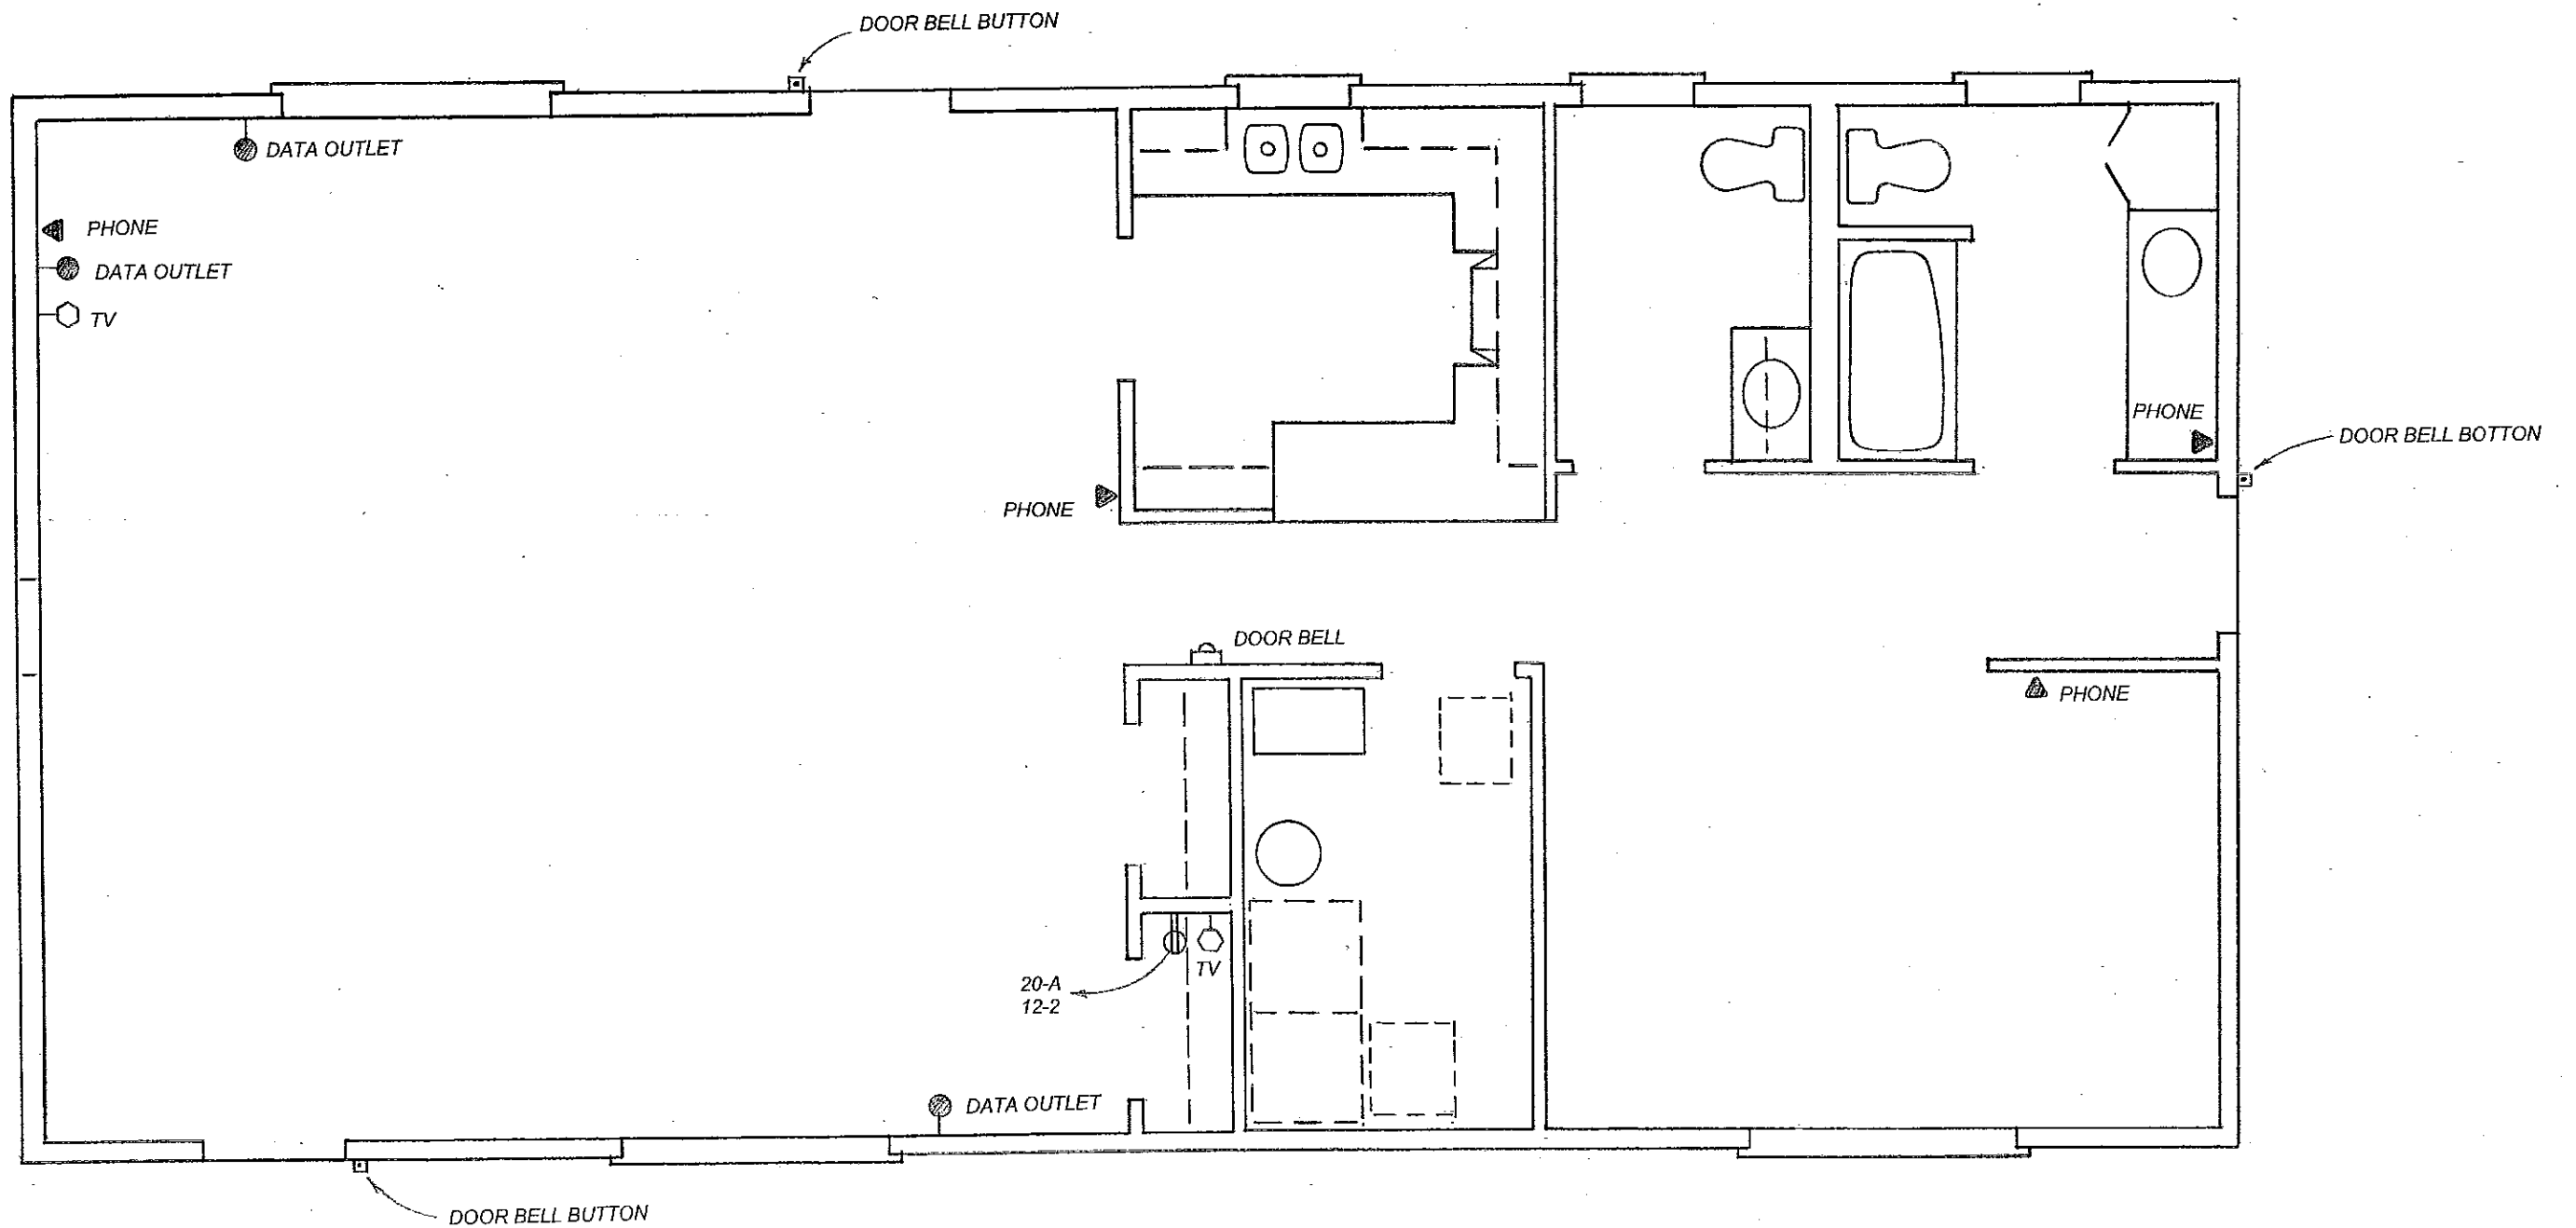 DOOR BELL BUTTON
DATA OUTLET
PHONE
DATA OUTLET
TV
PHONE
DOOR BELL BOTTON
PHONE
DOOR BELL
PHONE
TV
20-A
12-2
DATA OUTLET
DOOR BELL BUTTON